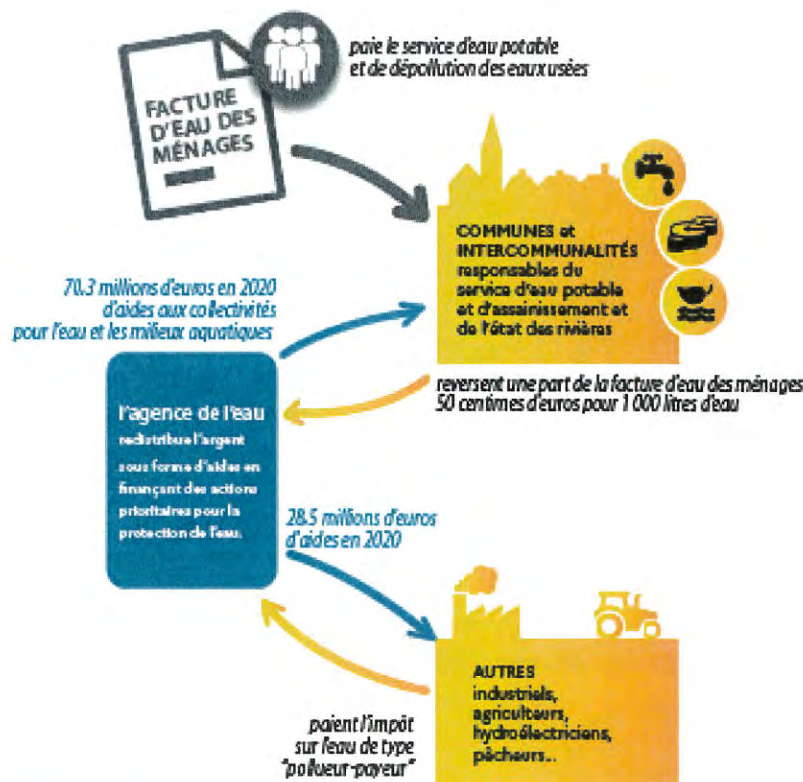 paie le service d'eau potable
et de dépollution des eaux usées
FACTURE
D'EAU DES
MÉNAGES
COMMUNES et
INTERCOMMUNALITÉS
responsables du
service d'eau potable
et d'assainissement et
de l'état des rivières
70.3 millions d'euros en 2020
d'aides aux collectivités
pour l'eau et les milieux aquatiques
reversent une part de la facture d'eau des ménages
50 centimes d'euros pour 1 000 litres d'eau
l'agence de l'eau
redistribue l'argent
sous forme d'aides en
finançant des actions
prioritaires pour la
protection de l'eau.
28.5 millions d'euros
d'aides en 2020
AUTRES
industriels,
agriculteurs,
hydroélectriciens,
pêcheurs...
paient l'impôt
sur l'eau de type
"pollueur-payeur"